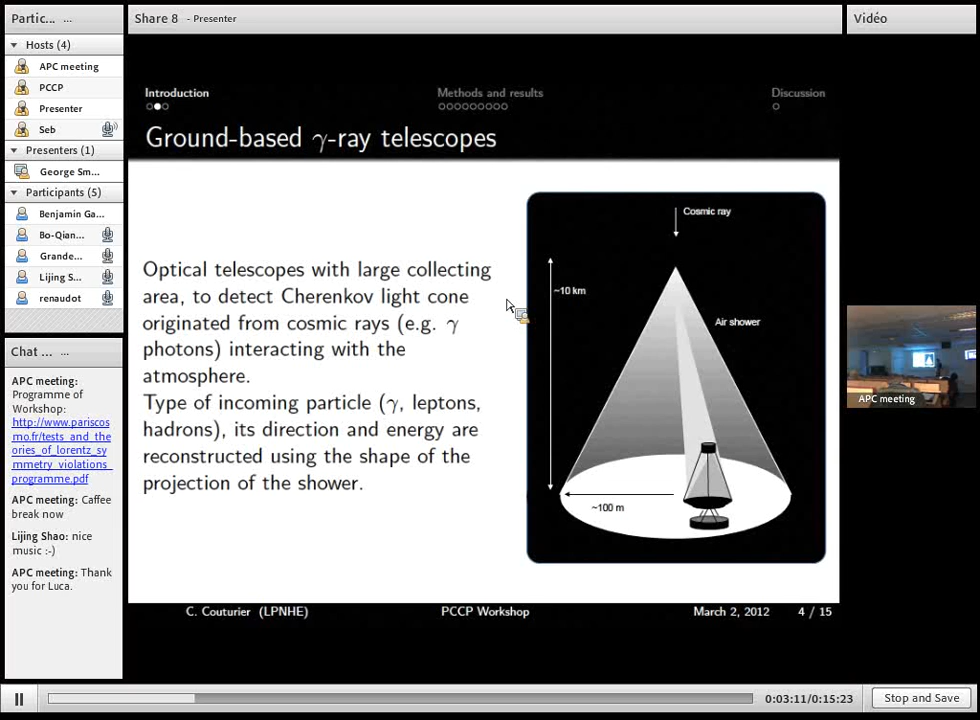 Partic... ...
Hosts (4)
APC meeting
PCCP
Presenter
Seb
Presenters (1)
George Sm...
Participants (5)
Benjamin Ga...
Bo-Qian...
Grande...
Lijing S...
renaudot
Chat ... ...
APC meeting:
Programme of
Workshop:
http://www.pariscos
mo.fr/tests_and_the
ories_of_lorentz_sy
mmetry_violations_
programme.pdf
APC meeting: Caffee
break now
Lijing Shao: nice
music :-)
APC meeting: Thank
you for Luca.
Share 8 - Presenter
Introduction
Methods and results
Discussion
Ground-based γ-ray telescopes
Optical telescopes with large collecting
area, to detect Cherenkov light cone
originated from cosmic rays (e.g. γ
photons) interacting with the
atmosphere.
Type of incoming particle (γ, leptons,
hadrons), its direction and energy are
reconstructed using the shape of the
projection of the shower.
Cosmic ray
~10 km
Air shower
~100 m
C. Couturier (LPNHE)
PCCP Workshop
March 2, 2012
4 / 15
Vidéo
APC meeting
0:03:11/0:15:23
Stop and Save